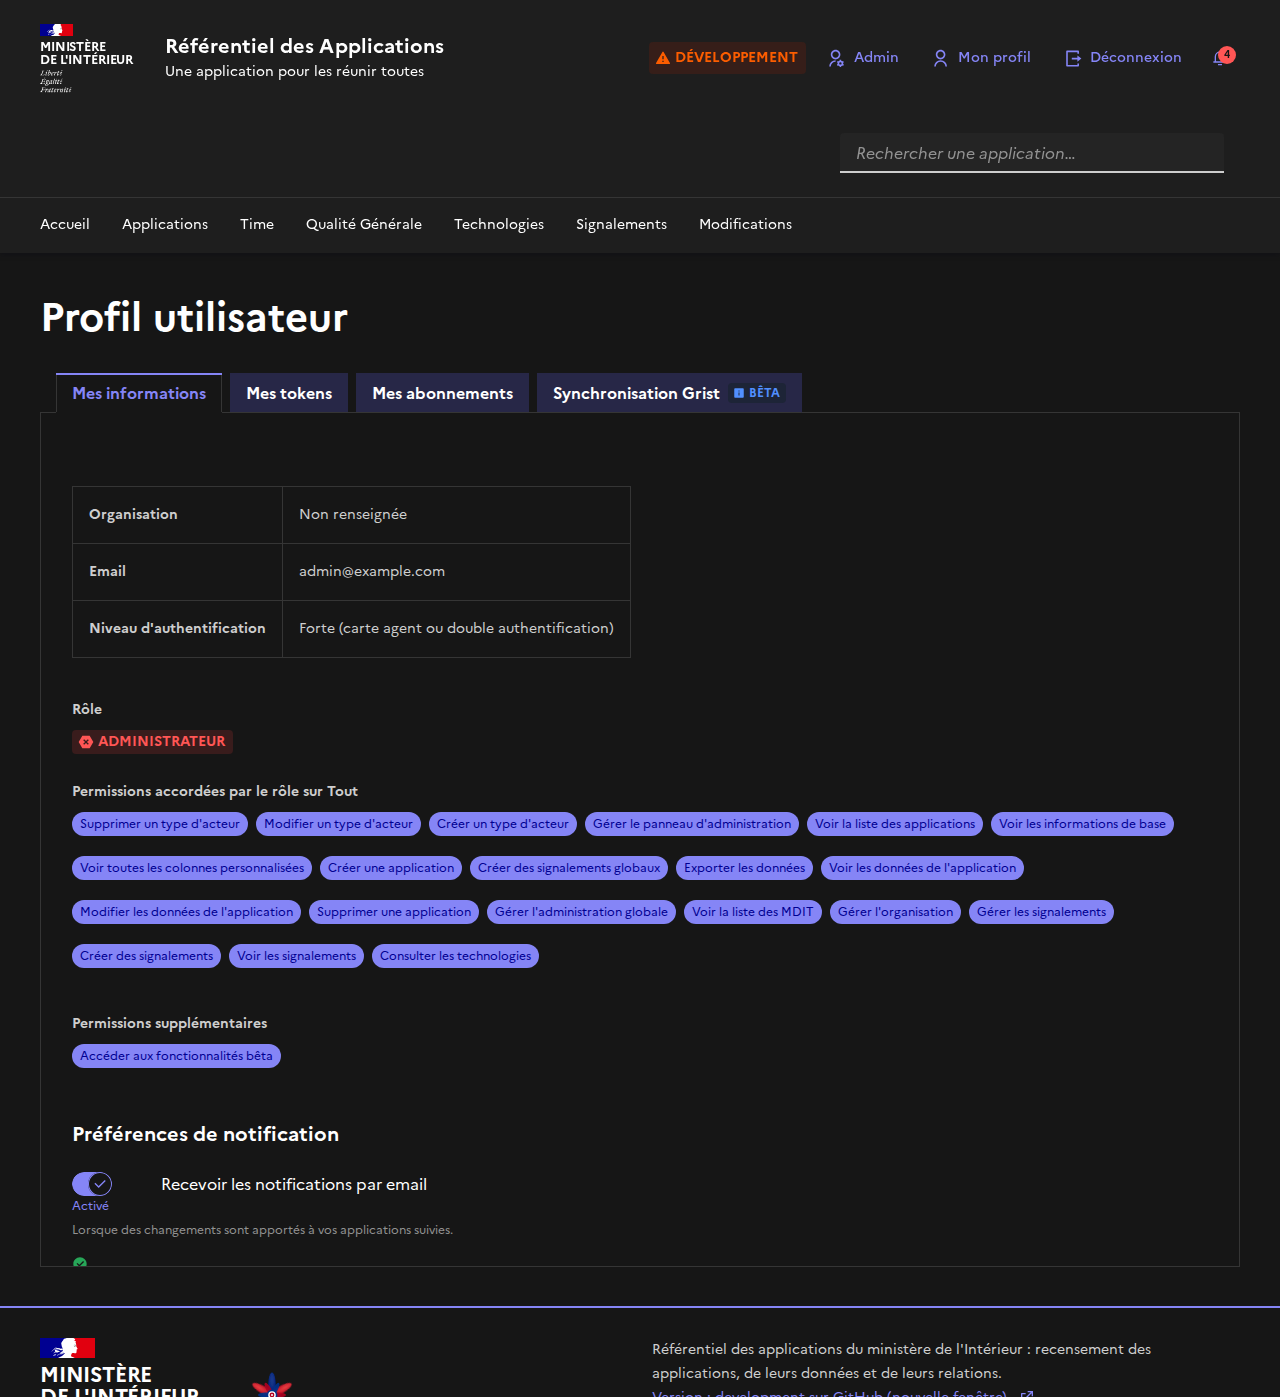 MINISTÈRE
DE L'INTÉRIEUR
Liberté
Égalité
Fraternité
Référentiel des Applications
Une application pour les réunir toutes
DÉVELOPPEMENT
Admin
Mon profil
Déconnexion
4
Rechercher une application…
Accueil
Applications
Time
Qualité Générale
Technologies
Signalements
Modifications
Profil utilisateur
Mes informations
Mes tokens
Mes abonnements
Synchronisation Grist
BÊTA
Organisation
Non renseignée
Email
admin@example.com
Niveau d'authentification
Forte (carte agent ou double authentification)
Rôle
ADMINISTRATEUR
Permissions accordées par le rôle sur Tout
Supprimer un type d'acteur
Modifier un type d'acteur
Créer un type d'acteur
Gérer le panneau d'administration
Voir la liste des applications
Voir les informations de base
Voir toutes les colonnes personnalisées
Créer une application
Créer des signalements globaux
Exporter les données
Voir les données de l'application
Modifier les données de l'application
Supprimer une application
Gérer l'administration globale
Voir la liste des MDIT
Gérer l'organisation
Gérer les signalements
Créer des signalements
Voir les signalements
Consulter les technologies
Permissions supplémentaires
Accéder aux fonctionnalités bêta
Préférences de notification
Recevoir les notifications par email
Activé
Lorsque des changements sont apportés à vos applications suivies.
MINISTÈRE
DE L'INTÉRIEUR
Référentiel des applications du ministère de l'Intérieur : recensement des
applications, de leurs données et de leurs relations.
Version : development sur GitHub (nouvelle fenêtre)